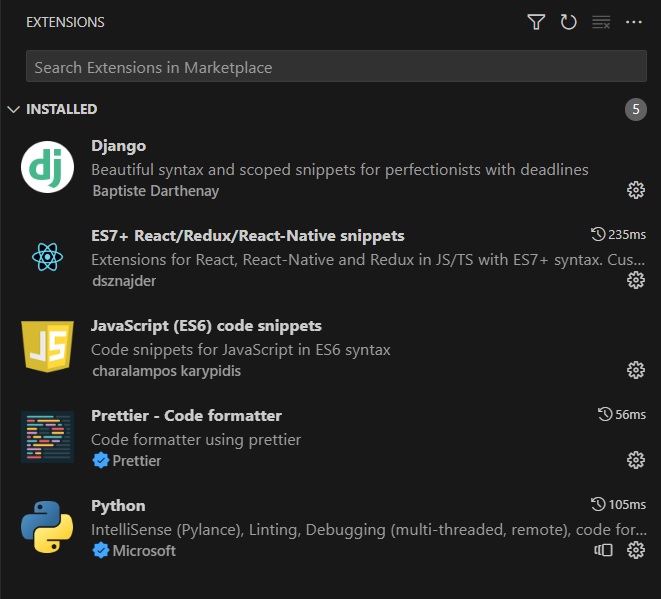 EXTENSIONS
Search Extensions in Marketplace
INSTALLED 5
dj Django
Beautiful syntax and scoped snippets for perfectionists with deadlines
Baptiste Darthenay
ES7+ React/Redux/React-Native snippets 235ms
Extensions for React, React-Native and Redux in JS/TS with ES7+ syntax. Cus...
dsznajder
JS JavaScript (ES6) code snippets
Code snippets for JavaScript in ES6 syntax
charalampos karypidis
Prettier - Code formatter 56ms
Code formatter using prettier
Prettier
Python 105ms
IntelliSense (Pylance), Linting, Debugging (multi-threaded, remote), code for...
Microsoft